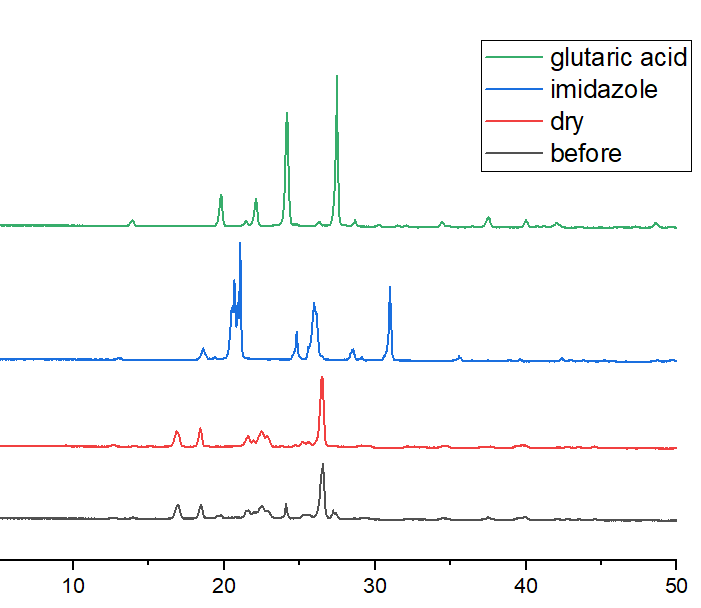 glutaric acid
imidazole
dry
before
10 20 30 40 50